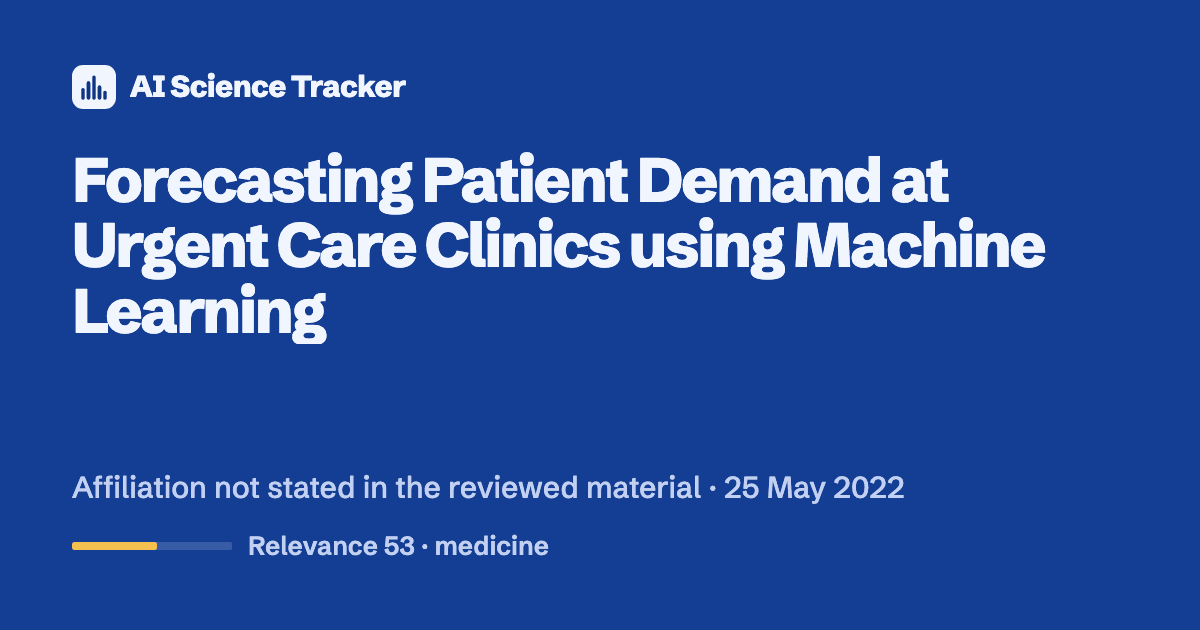 AI Science Tracker
Forecasting Patient Demand at
Urgent Care Clinics using Machine
Learning
Affiliation not stated in the reviewed material · 25 May 2022
Relevance 53 · medicine